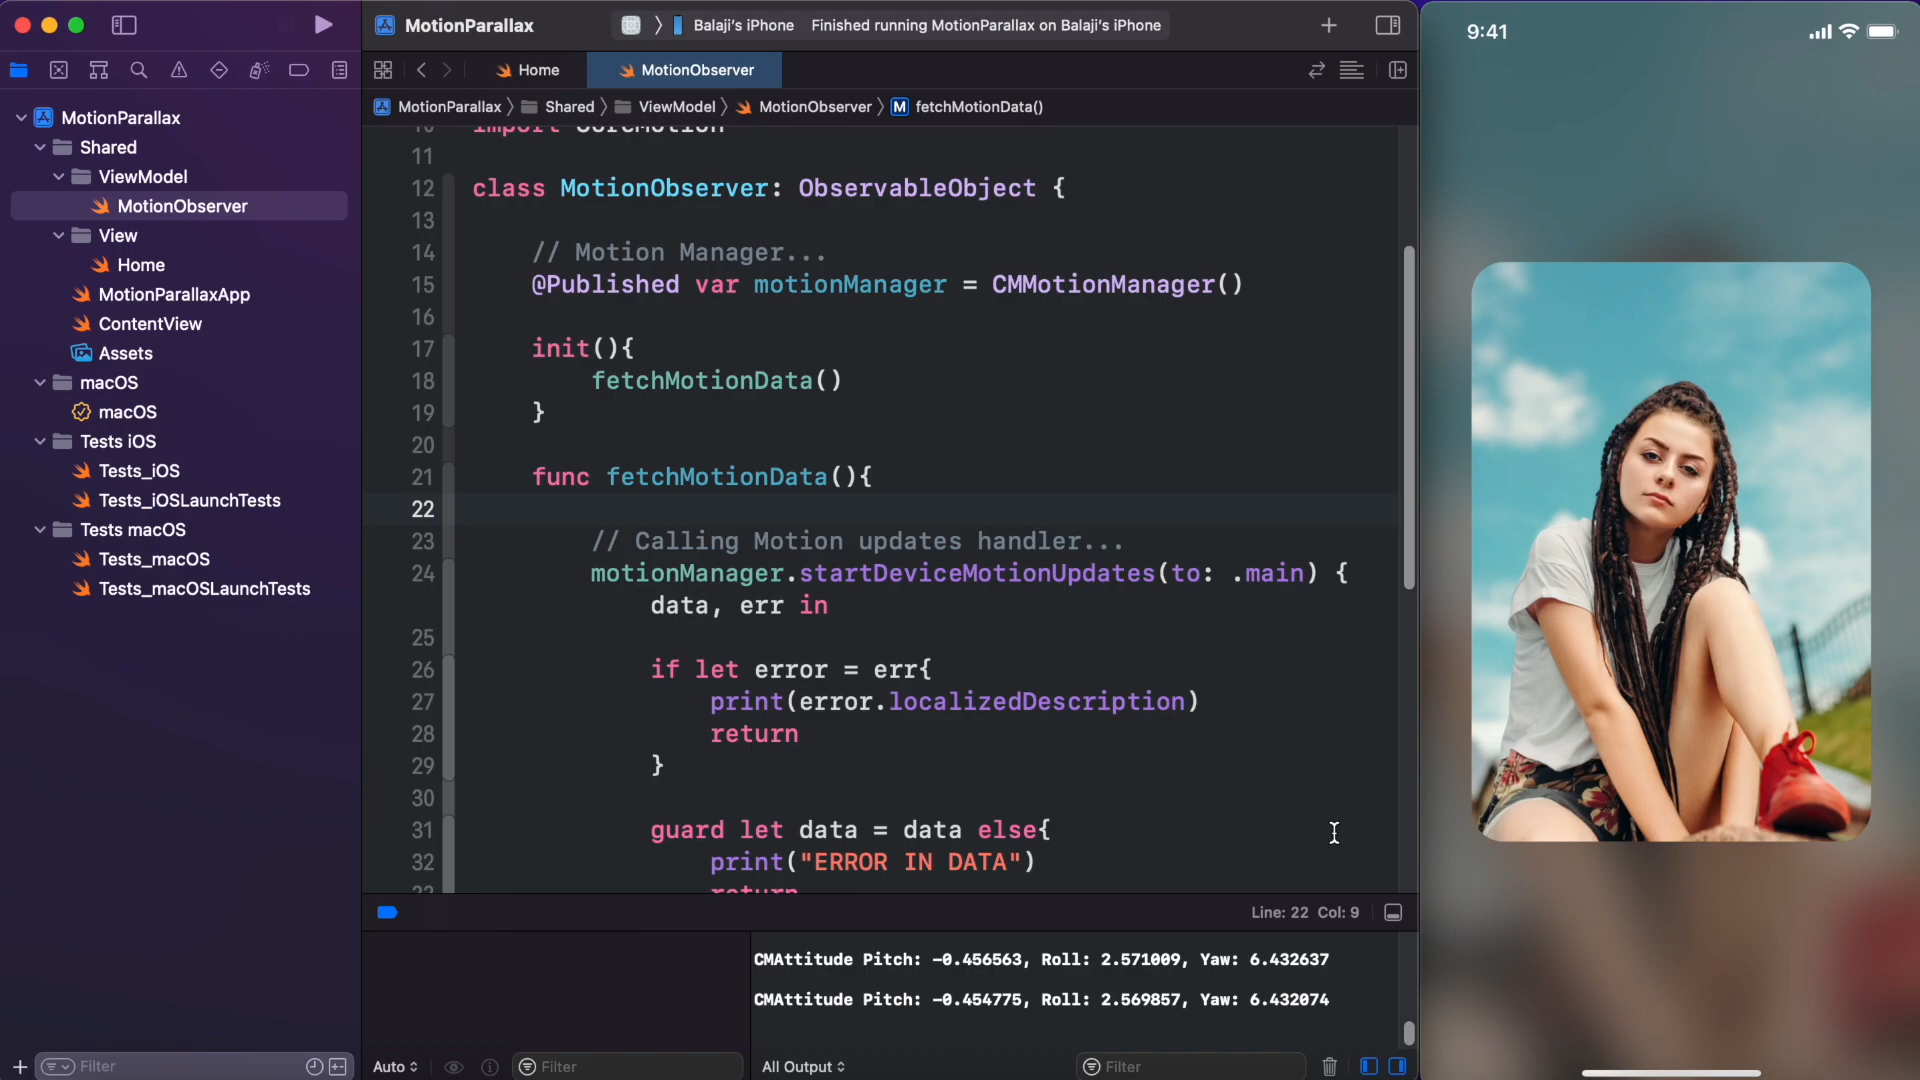 MotionParallax
Balaji's iPhone
Finished running MotionParallax on Balaji's iPhone
9:41
Home
MotionObserver
MotionParallax
Shared
ViewModel
MotionObserver
fetchMotionData()
MotionParallax
Shared
ViewModel
MotionObserver
View
Home
MotionParallaxApp
ContentView
Assets
macOS
macOS
Tests iOS
Tests_iOS
Tests_iOSLaunchTests
Tests macOS
Tests_macOS
Tests_macOSLaunchTests
Filter
10 import CoreMotion
11
12 class MotionObserver: ObservableObject {
13
14 // Motion Manager...
15 @Published var motionManager = CMMotionManager()
16
17 init(){
18 fetchMotionData()
19 }
20
21 func fetchMotionData(){
22
23 // Calling Motion updates handler...
24 motionManager.startDeviceMotionUpdates(to: .main) {
data, err in
25
26 if let error = err{
27 print(error.localizedDescription)
28 return
29 }
30
31 guard let data = data else{
32 print("ERROR IN DATA")
33 return
Line: 22 Col: 9
CMAttitude Pitch: -0.456563, Roll: 2.571009, Yaw: 6.432637
CMAttitude Pitch: -0.454775, Roll: 2.569857, Yaw: 6.432074
Auto
Filter
All Output
Filter